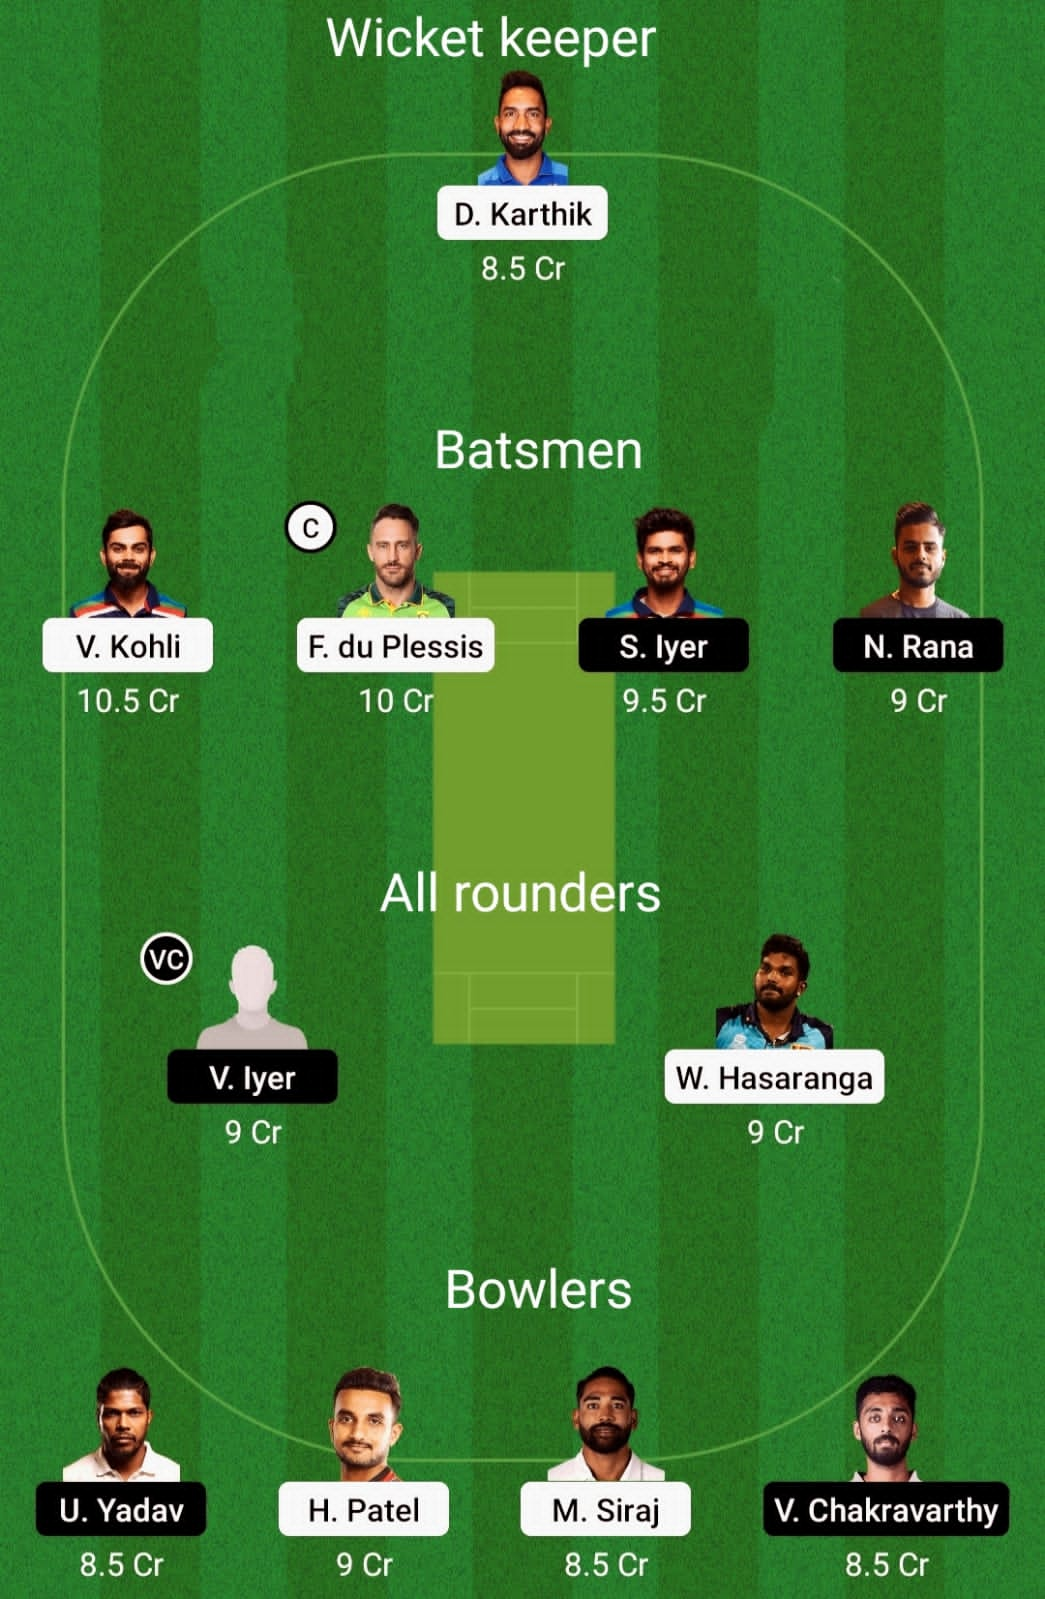 Wicket keeper
D. Karthik
8.5 Cr
Batsmen
C
V. Kohli
F. du Plessis
S. Iyer
N. Rana
10.5 Cr
10 Cr
9.5 Cr
9 Cr
All rounders
VC
V. Iyer
W. Hasaranga
9 Cr
9 Cr
Bowlers
U. Yadav
H. Patel
M. Siraj
V. Chakravarthy
8.5 Cr
9 Cr
8.5 Cr
8.5 Cr